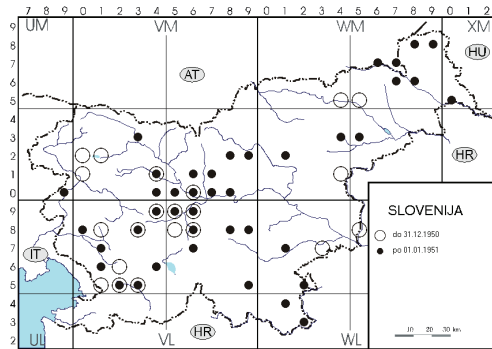 7 8 9 0 1 2 3 4 5 6 7 8 9 0 1 2 3 4 5 6 7 8 9 0 1 2
9 UM VM WM XM
8
7 AT HU
6
5
4
3 HR
2
1
0
9 SLOVENIJA
8 do 31.12.1950
7 po 01.01.1951
6 IT
5
4
3 HR 10 20 30 km
2 UL VL WL